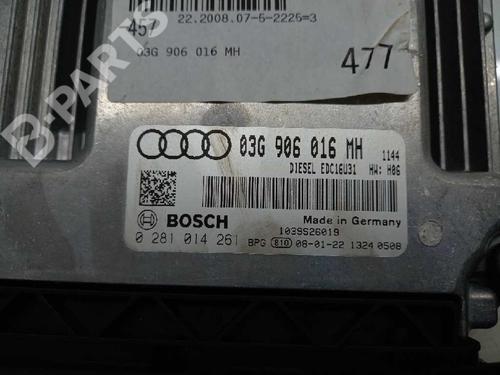 22.2008.07-5-2225=3
457
03G 906 016 MH
477
B-PARTS
03G 906 016 MH 1144
DIESEL EDC16U31 HW: H06
BOSCH
Made in Germany
1039S26019
0 281 014 261 BPG 810 08-01-22 1324 0508